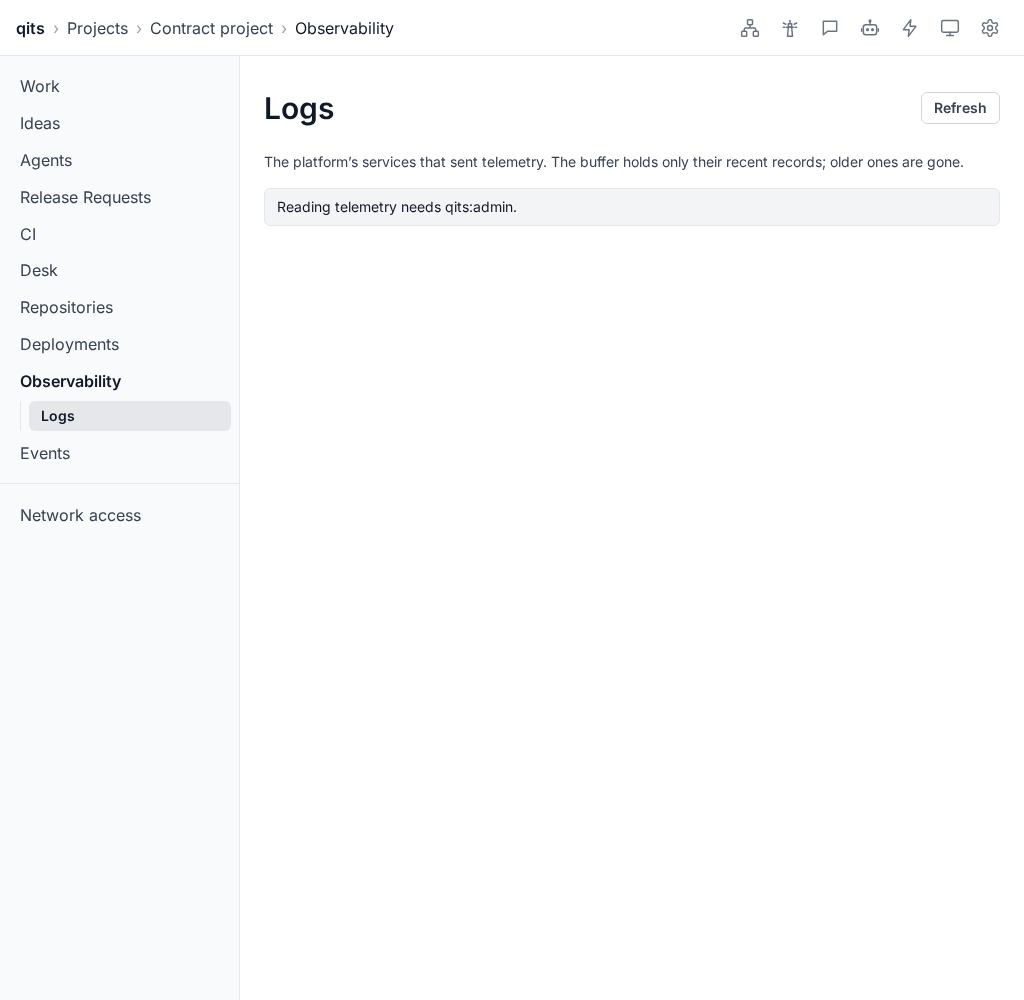 qits › Projects › Contract project › Observability
Work
Ideas
Agents
Release Requests
CI
Desk
Repositories
Deployments
Observability
Logs
Events
Network access
Logs
Refresh
The platform’s services that sent telemetry. The buffer holds only their recent records; older ones are gone.
Reading telemetry needs qits:admin.